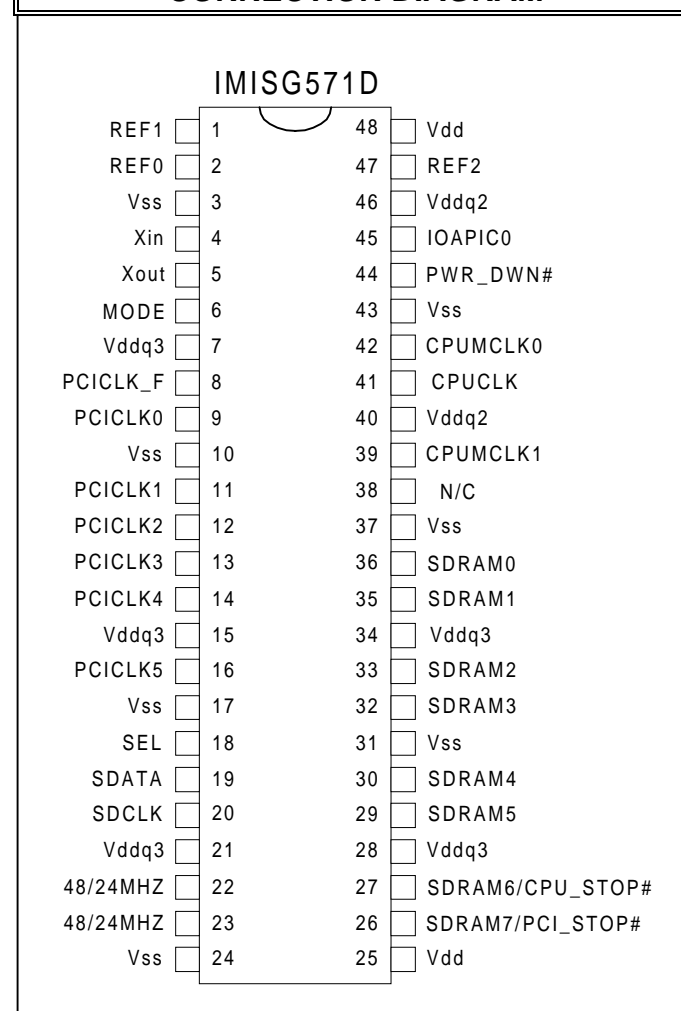 CONNECTION DIAGRAM
IMISG571D
REF1 1 48 Vdd
REF0 2 47 REF2
Vss 3 46 Vddq2
Xin 4 45 IOAPIC0
Xout 5 44 PWR_DWN#
MODE 6 43 Vss
Vddq3 7 42 CPUMCLK0
PCICLK_F 8 41 CPUCLK
PCICLK0 9 40 Vddq2
Vss 10 39 CPUMCLK1
PCICLK1 11 38 N/C
PCICLK2 12 37 Vss
PCICLK3 13 36 SDRAM0
PCICLK4 14 35 SDRAM1
Vddq3 15 34 Vddq3
PCICLK5 16 33 SDRAM2
Vss 17 32 SDRAM3
SEL 18 31 Vss
SDATA 19 30 SDRAM4
SDCLK 20 29 SDRAM5
Vddq3 21 28 Vddq3
48/24MHZ 22 27 SDRAM6/CPU_STOP#
48/24MHZ 23 26 SDRAM7/PCI_STOP#
Vss 24 25 Vdd